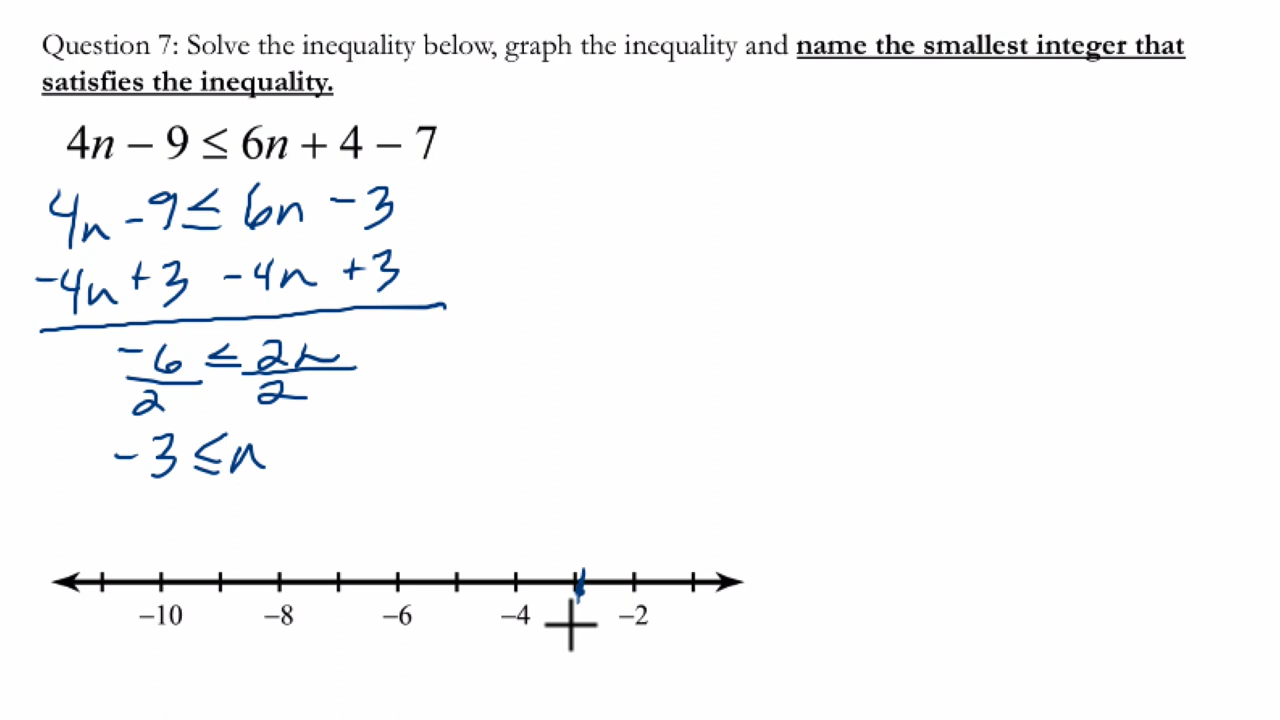 Question 7: Solve the inequality below, graph the inequality and name the smallest integer that
satisfies the inequality.
4n − 9 ≤ 6n + 4 − 7
4n - 9 ≤ 6n - 3
-4n + 3 - 4n + 3
-6 ≤ 2n
2 2
-3 ≤ n
−10 −8 −6 −4 −2